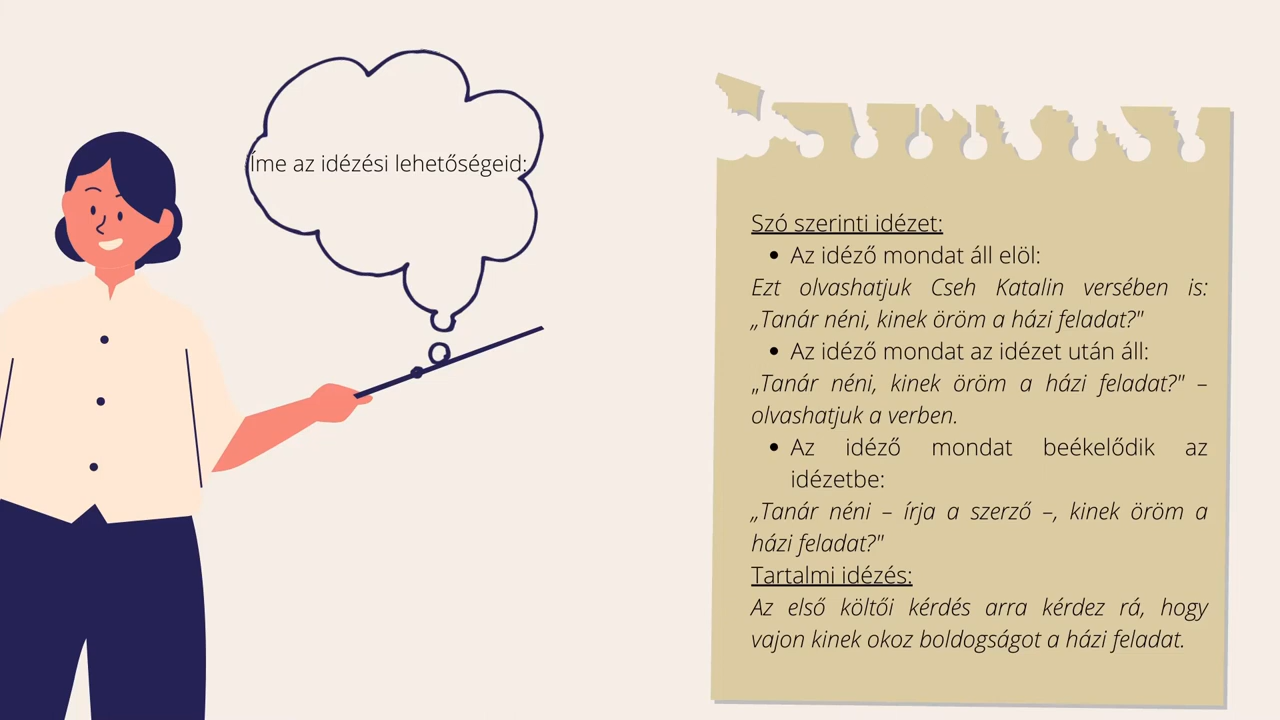 Íme az idézési lehetőségeid:
Szó szerinti idézet:
• Az idéző mondat áll elöl:
Ezt olvashatjuk Cseh Katalin versében is:
„Tanár néni, kinek öröm a házi feladat?"
• Az idéző mondat az idézet után áll:
„Tanár néni, kinek öröm a házi feladat?" –
olvashatjuk a verben.
• Az idéző mondat beékelődik az
idézetbe:
„Tanár néni – írja a szerző –, kinek öröm a
házi feladat?"
Tartalmi idézés:
Az első költői kérdés arra kérdez rá, hogy
vajon kinek okoz boldogságot a házi feladat.